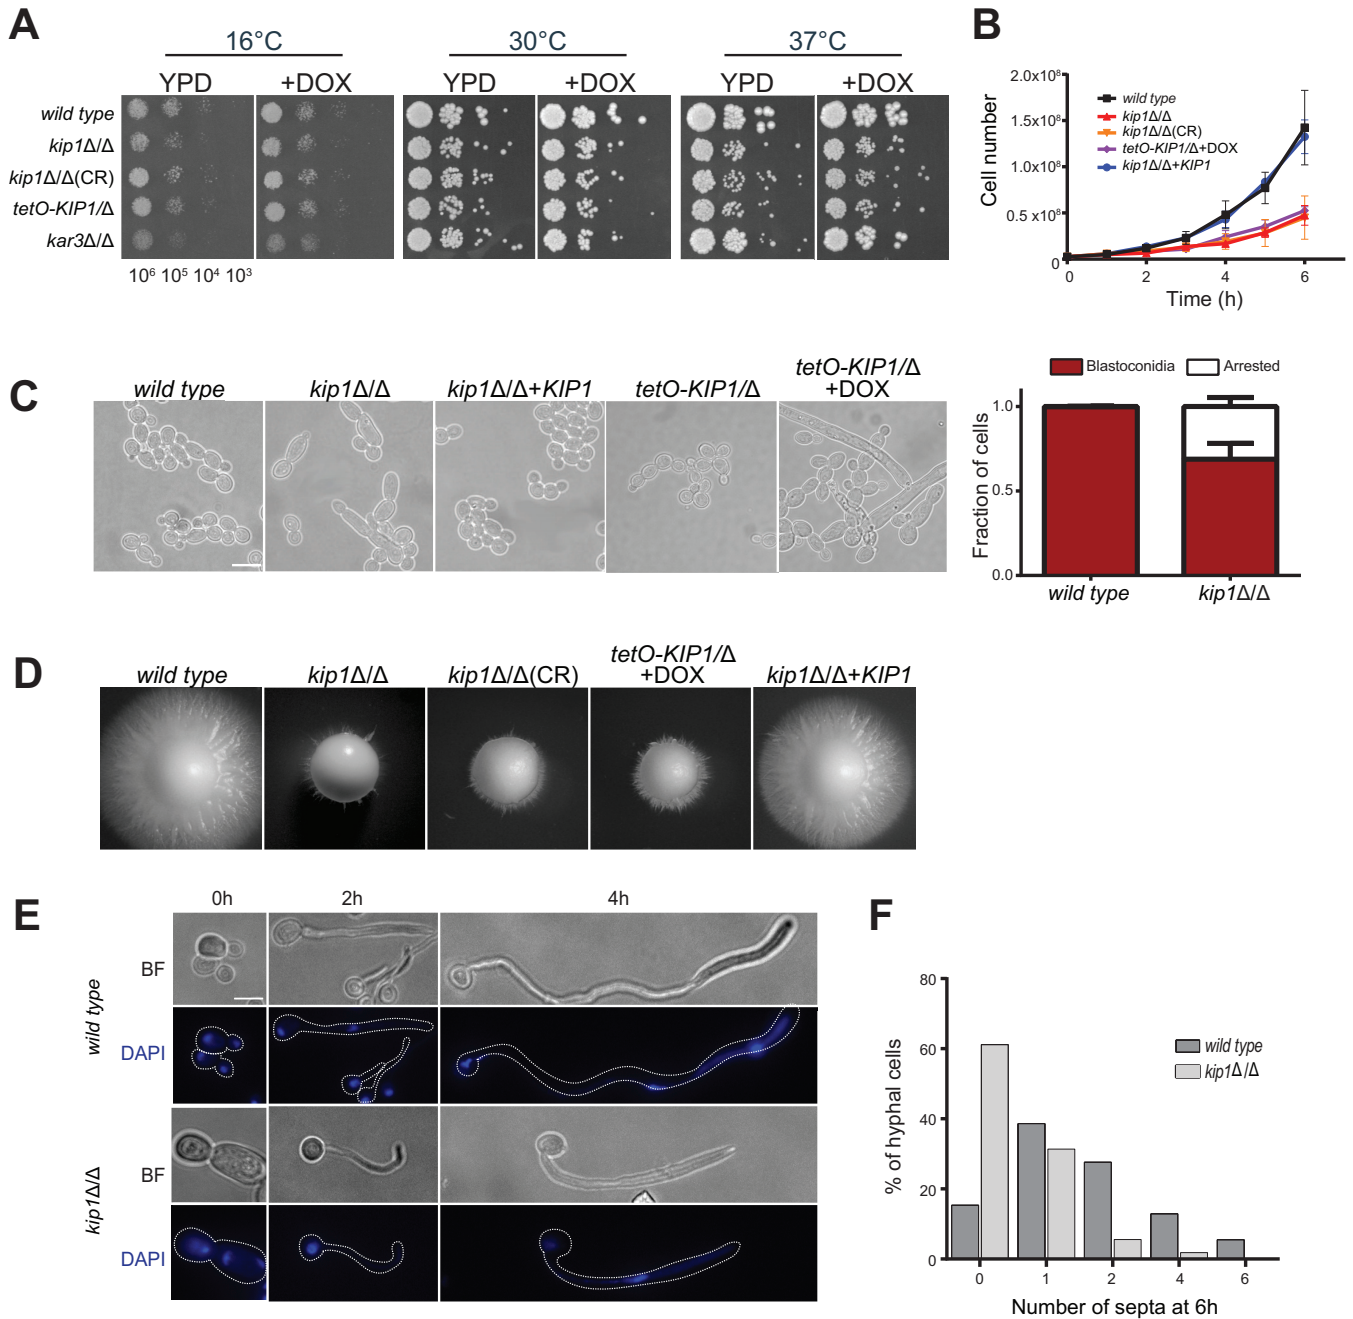 A
16°C
30°C
37°C
YPD
+DOX
YPD
+DOX
YPD
+DOX
wild type
kip1Δ/Δ
kip1Δ/Δ(CR)
tetO-KIP1/Δ
kar3Δ/Δ
10⁶ 10⁵ 10⁴ 10³
B
Cell number
2.0x10⁸
1.5x10⁸
1.0x10⁸
0.5 x10⁸
0
wild type
kip1Δ/Δ
kip1Δ/Δ(CR)
tetO-KIP1/Δ+DOX
kip1Δ/Δ+KIP1
0 2 4 6
Time (h)
C
wild type
kip1Δ/Δ
kip1Δ/Δ+KIP1
tetO-KIP1/Δ
tetO-KIP1/Δ
+DOX
Blastoconidia
Arrested
Fraction of cells
1.0
0.5
0.0
wild type
kip1Δ/Δ
D
wild type
kip1Δ/Δ
kip1Δ/Δ(CR)
tetO-KIP1/Δ
+DOX
kip1Δ/Δ+KIP1
E
0h
2h
4h
wild type
BF
DAPI
kip1Δ/Δ
BF
DAPI
F
% of hyphal cells
80
60
40
20
0
wild type
kip1Δ/Δ
0 1 2 4 6
Number of septa at 6h